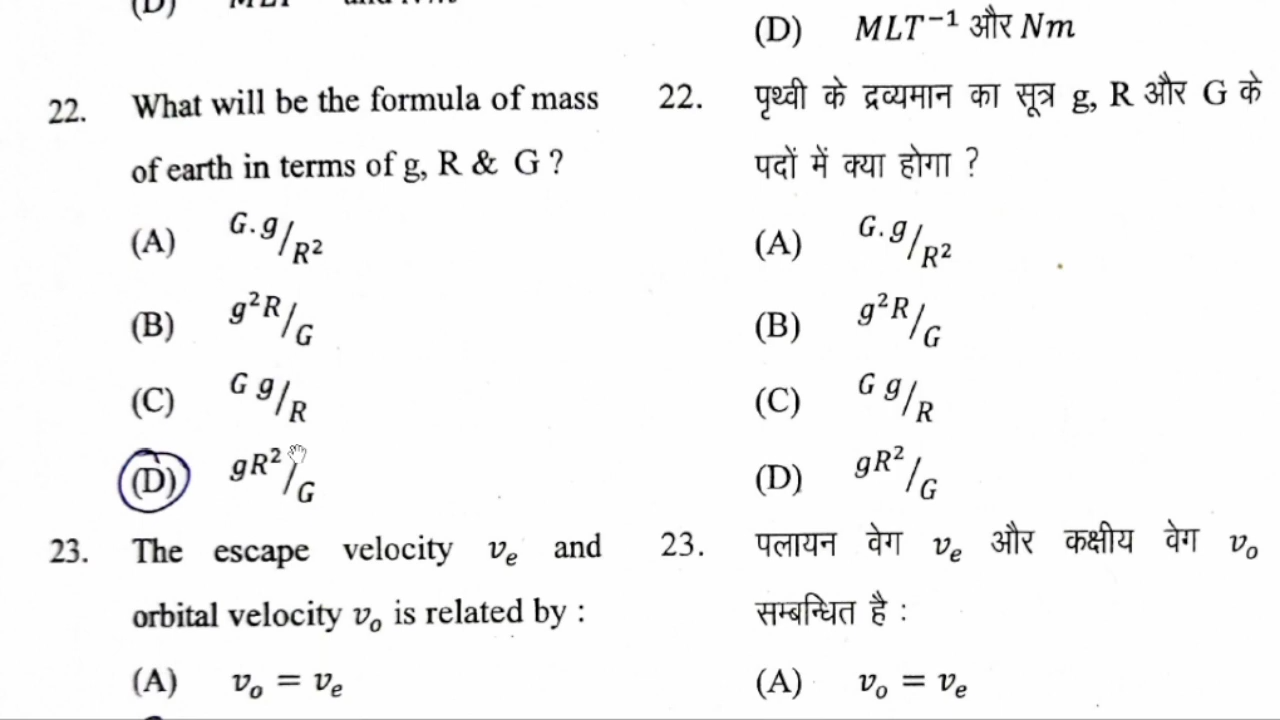 (D)
22. What will be the formula of mass
of earth in terms of g, R & G ?
(A) G.g/R²
(B) g²R/G
(C) G g/R
(D) gR²/G
23. The escape velocity vₑ and
orbital velocity vₒ is related by :
(A) vₒ = vₑ
(D) MLT⁻¹ और Nm
22. पृथ्वी के द्रव्यमान का सूत्र g, R और G के
पदों में क्या होगा ?
(A) G.g/R²
(B) g²R/G
(C) G g/R
(D) gR²/G
23. पलायन वेग vₑ और कक्षीय वेग vₒ
सम्बन्धित है :
(A) vₒ = vₑ